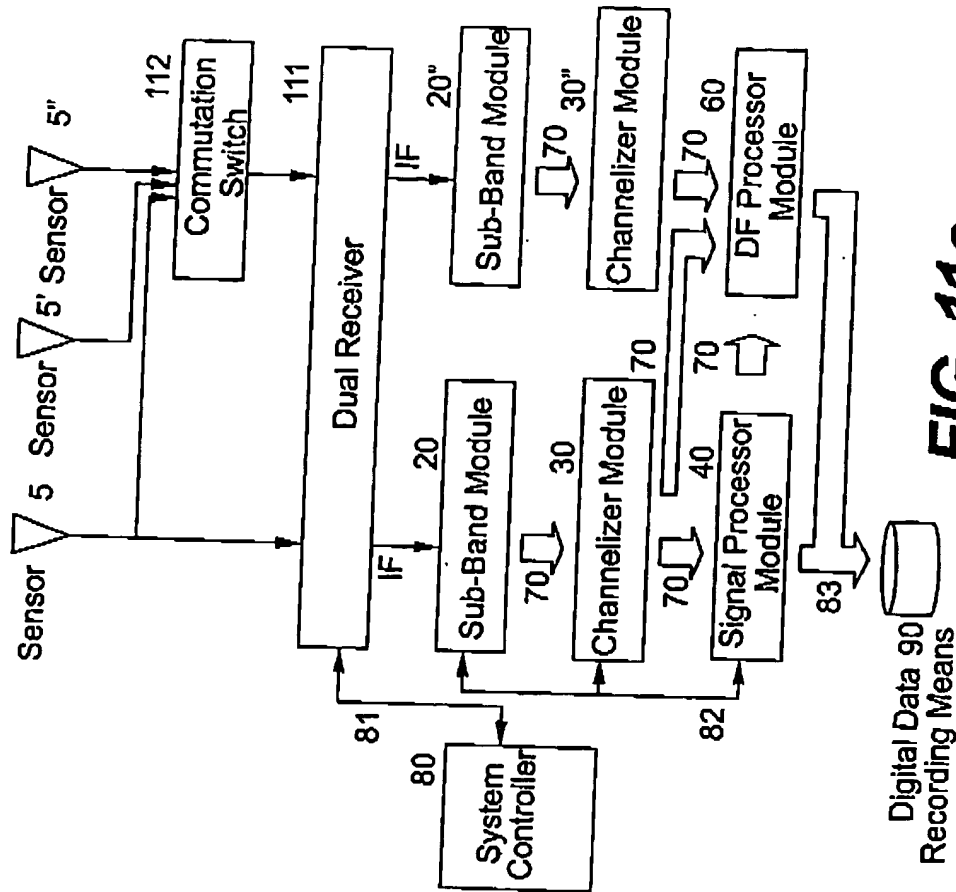 Sensor 5 Sensor 5' Sensor 5"
112
Commutation
Switch
111
Dual Receiver
IF
IF
20
Sub-Band Module
20"
Sub-Band Module
70
70
30
Channelizer Module
30"
Channelizer Module
70
70
70
40
Signal Processor
Module
70
60
DF Processor
Module
81
80
System
Controller
82
83
Digital Data 90
Recording Means
FIG.